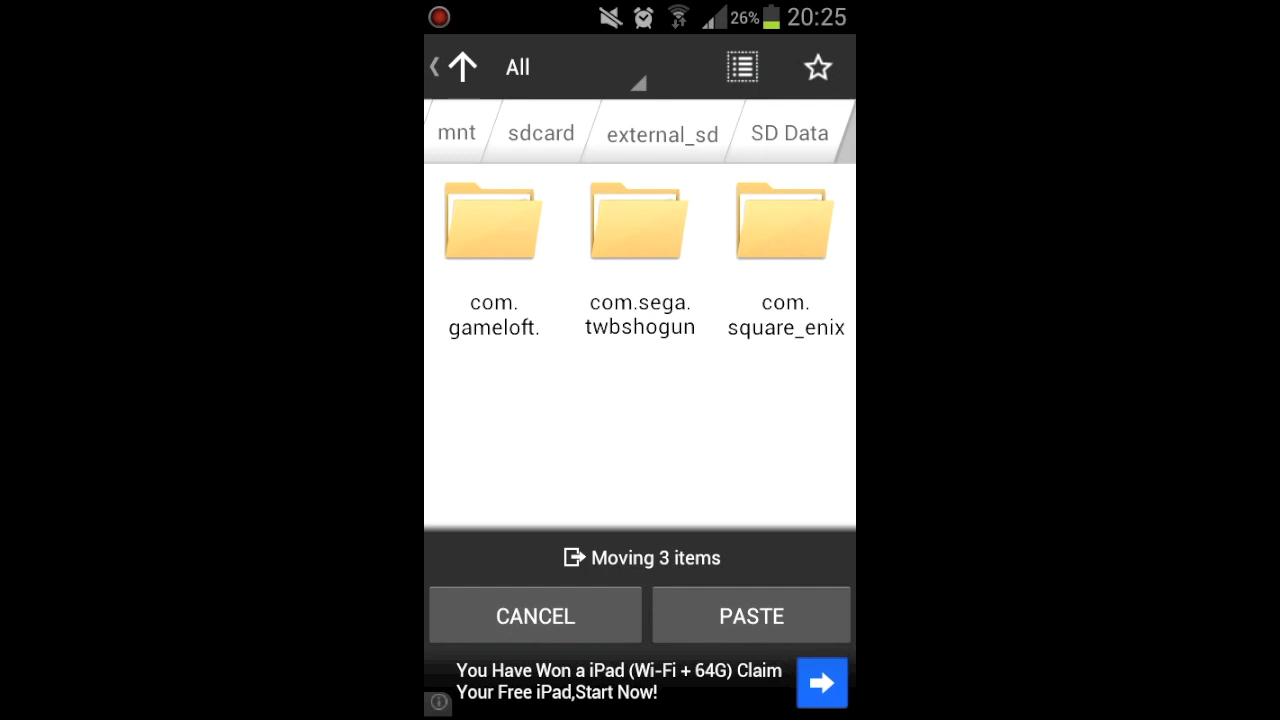 26% 20:25
All
mnt sdcard external_sd SD Data
com.
gameloft.
com.sega.
twbshogun
com.
square_enix
Moving 3 items
CANCEL PASTE
You Have Won a iPad (Wi-Fi + 64G) Claim
Your Free iPad,Start Now!